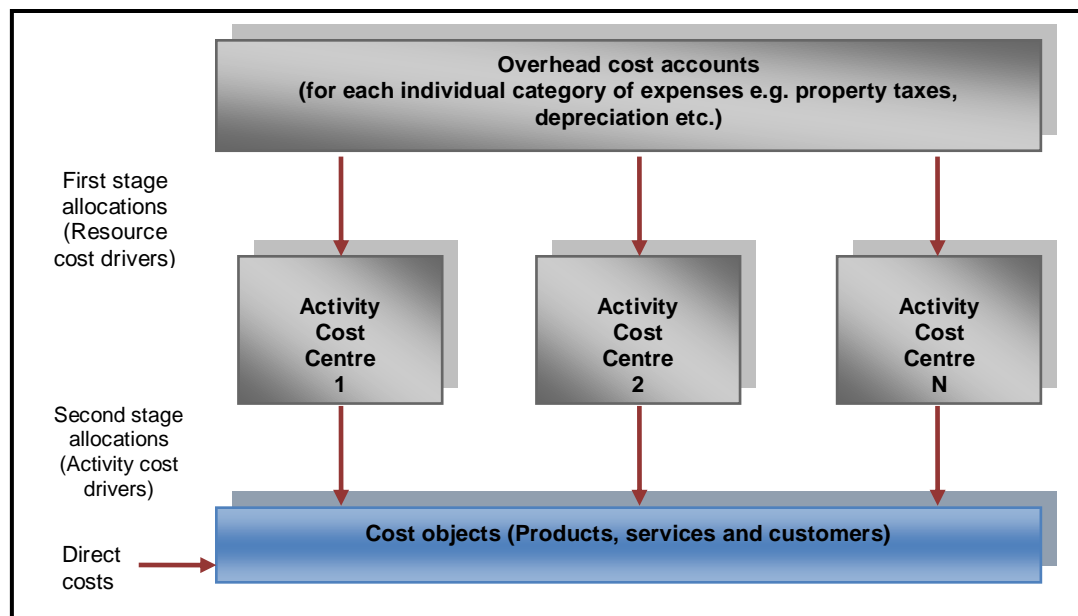 Overhead cost accounts
(for each individual category of expenses e.g. property taxes,
depreciation etc.)
First stage
allocations
(Resource
cost drivers)
Activity
Cost
Centre
1
Activity
Cost
Centre
2
Activity
Cost
Centre
N
Second stage
allocations
(Activity cost
drivers)
Cost objects (Products, services and customers)
Direct
costs